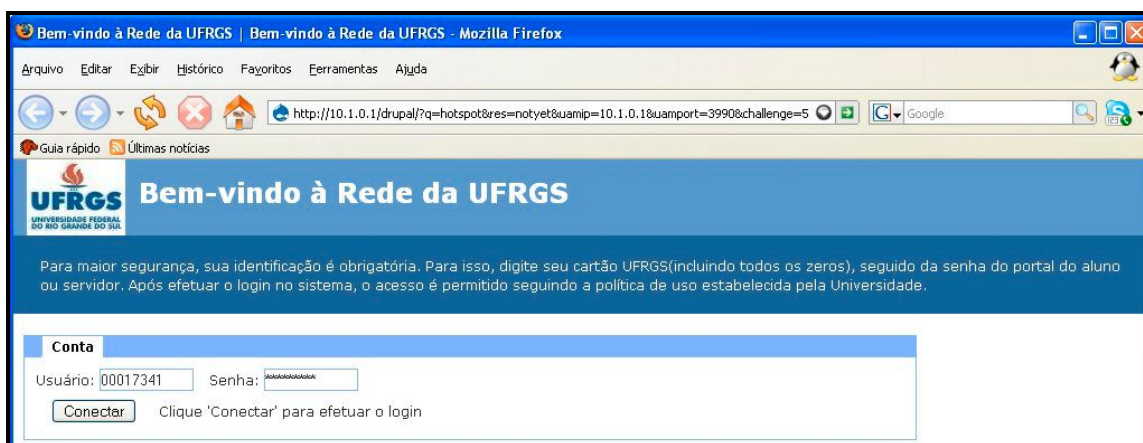 Bem-vindo à Rede da UFRGS | Bem-vindo à Rede da UFRGS - Mozilla Firefox
Arquivo Editar Exibir Histórico Favoritos Ferramentas Ajuda
http://10.1.0.1/drupal/?q=hotspot&res=notyet&uamip=10.1.0.1&uamport=3990&challenge=5 G Google
Guia rápido Últimas notícias
UFRGS
UNIVERSIDADE FEDERAL
DO RIO GRANDE DO SUL
Bem-vindo à Rede da UFRGS
Para maior segurança, sua identificação é obrigatória. Para isso, digite seu cartão UFRGS(incluindo todos os zeros), seguido da senha do portal do aluno
ou servidor. Após efetuar o login no sistema, o acesso é permitido seguindo a política de uso estabelecida pela Universidade.
Conta
Usuário: 00017341 Senha: **********
Conectar Clique 'Conectar' para efetuar o login